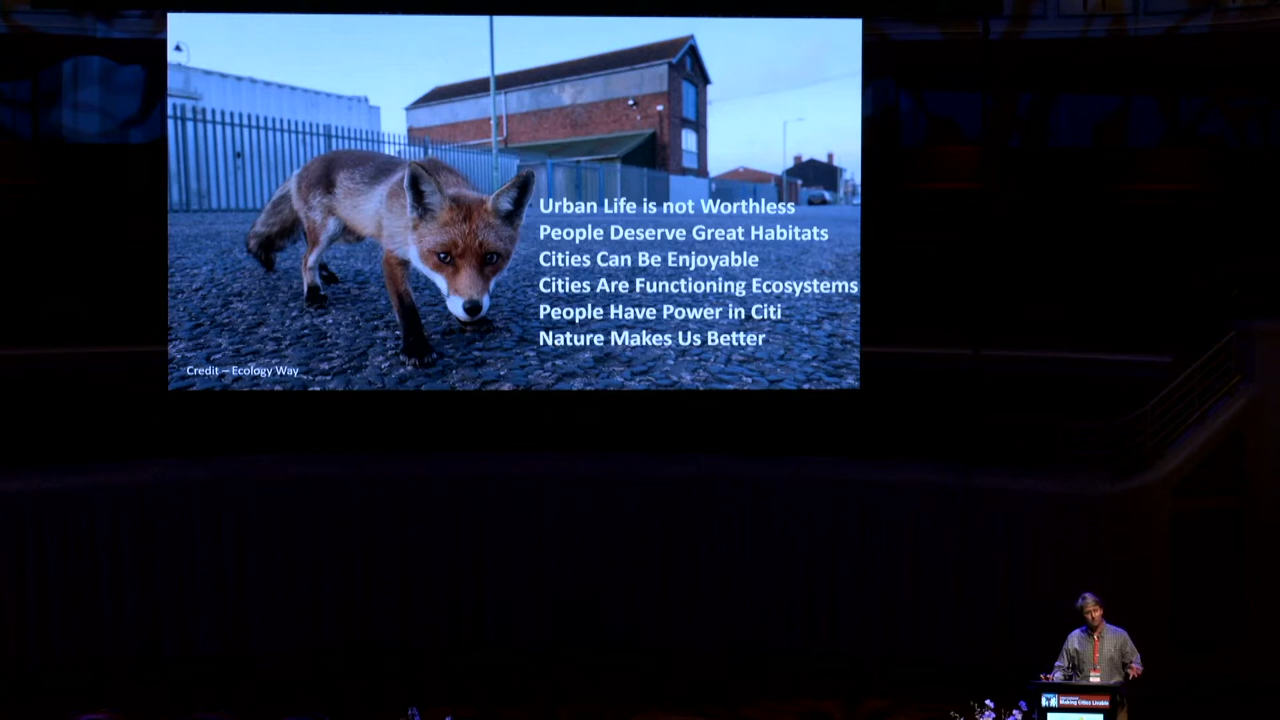 Urban Life is not Worthless
People Deserve Great Habitats
Cities Can Be Enjoyable
Cities Are Functioning Ecosystems
People Have Power in Citi
Nature Makes Us Better
Credit – Ecology Way
Making Cities Livable